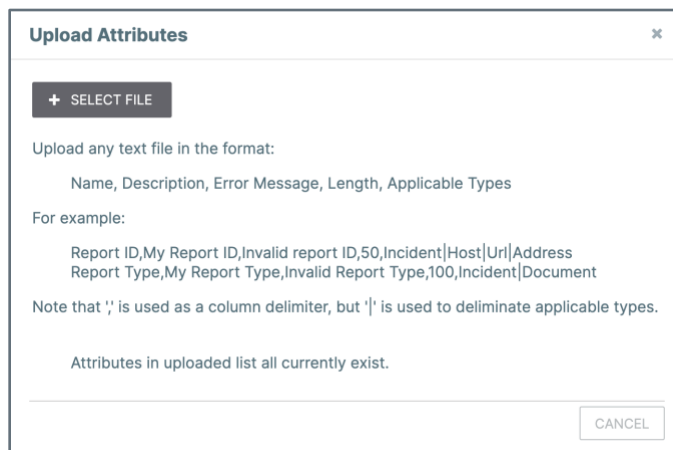 Upload Attributes ×
+ SELECT FILE
Upload any text file in the format:
Name, Description, Error Message, Length, Applicable Types
For example:
Report ID,My Report ID,Invalid report ID,50,Incident|Host|Url|Address
Report Type,My Report Type,Invalid Report Type,100,Incident|Document
Note that ',' is used as a column delimiter, but '|' is used to deliminate applicable types.
Attributes in uploaded list all currently exist.
CANCEL